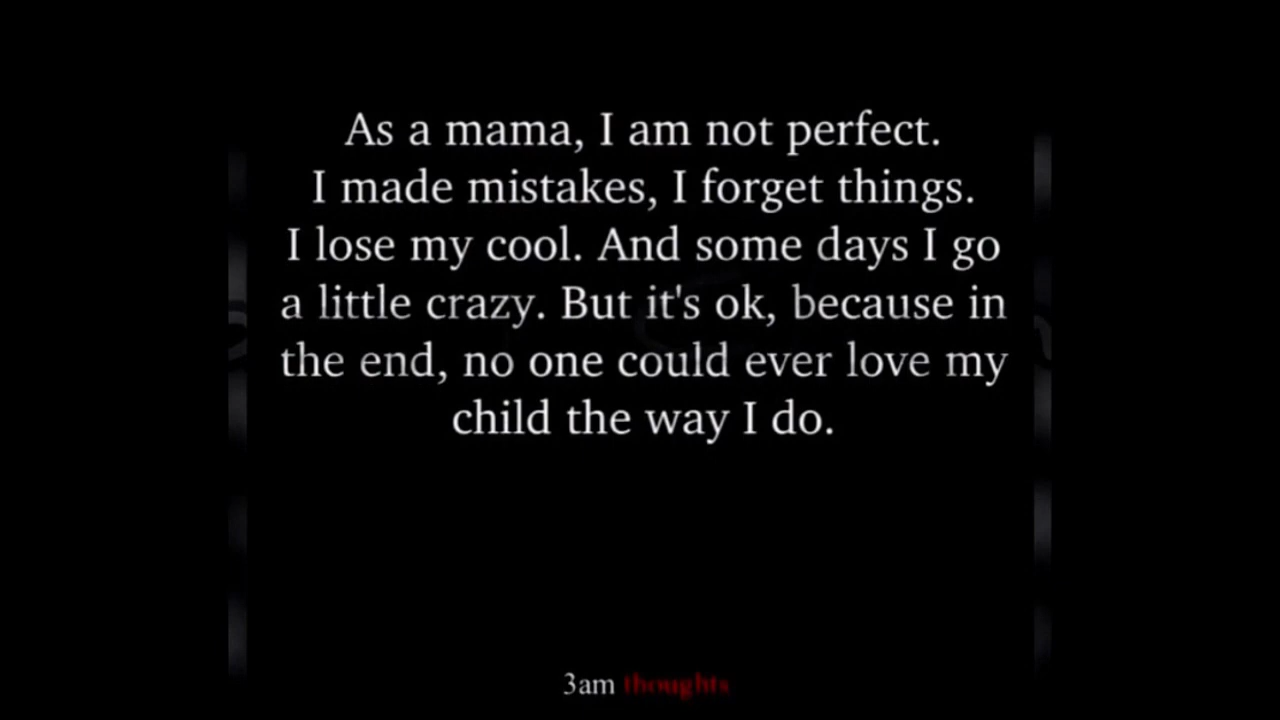 As a mama, I am not perfect.
I made mistakes, I forget things.
I lose my cool. And some days I go
a little crazy. But it's ok, because in
the end, no one could ever love my
child the way I do.
3am thoughts